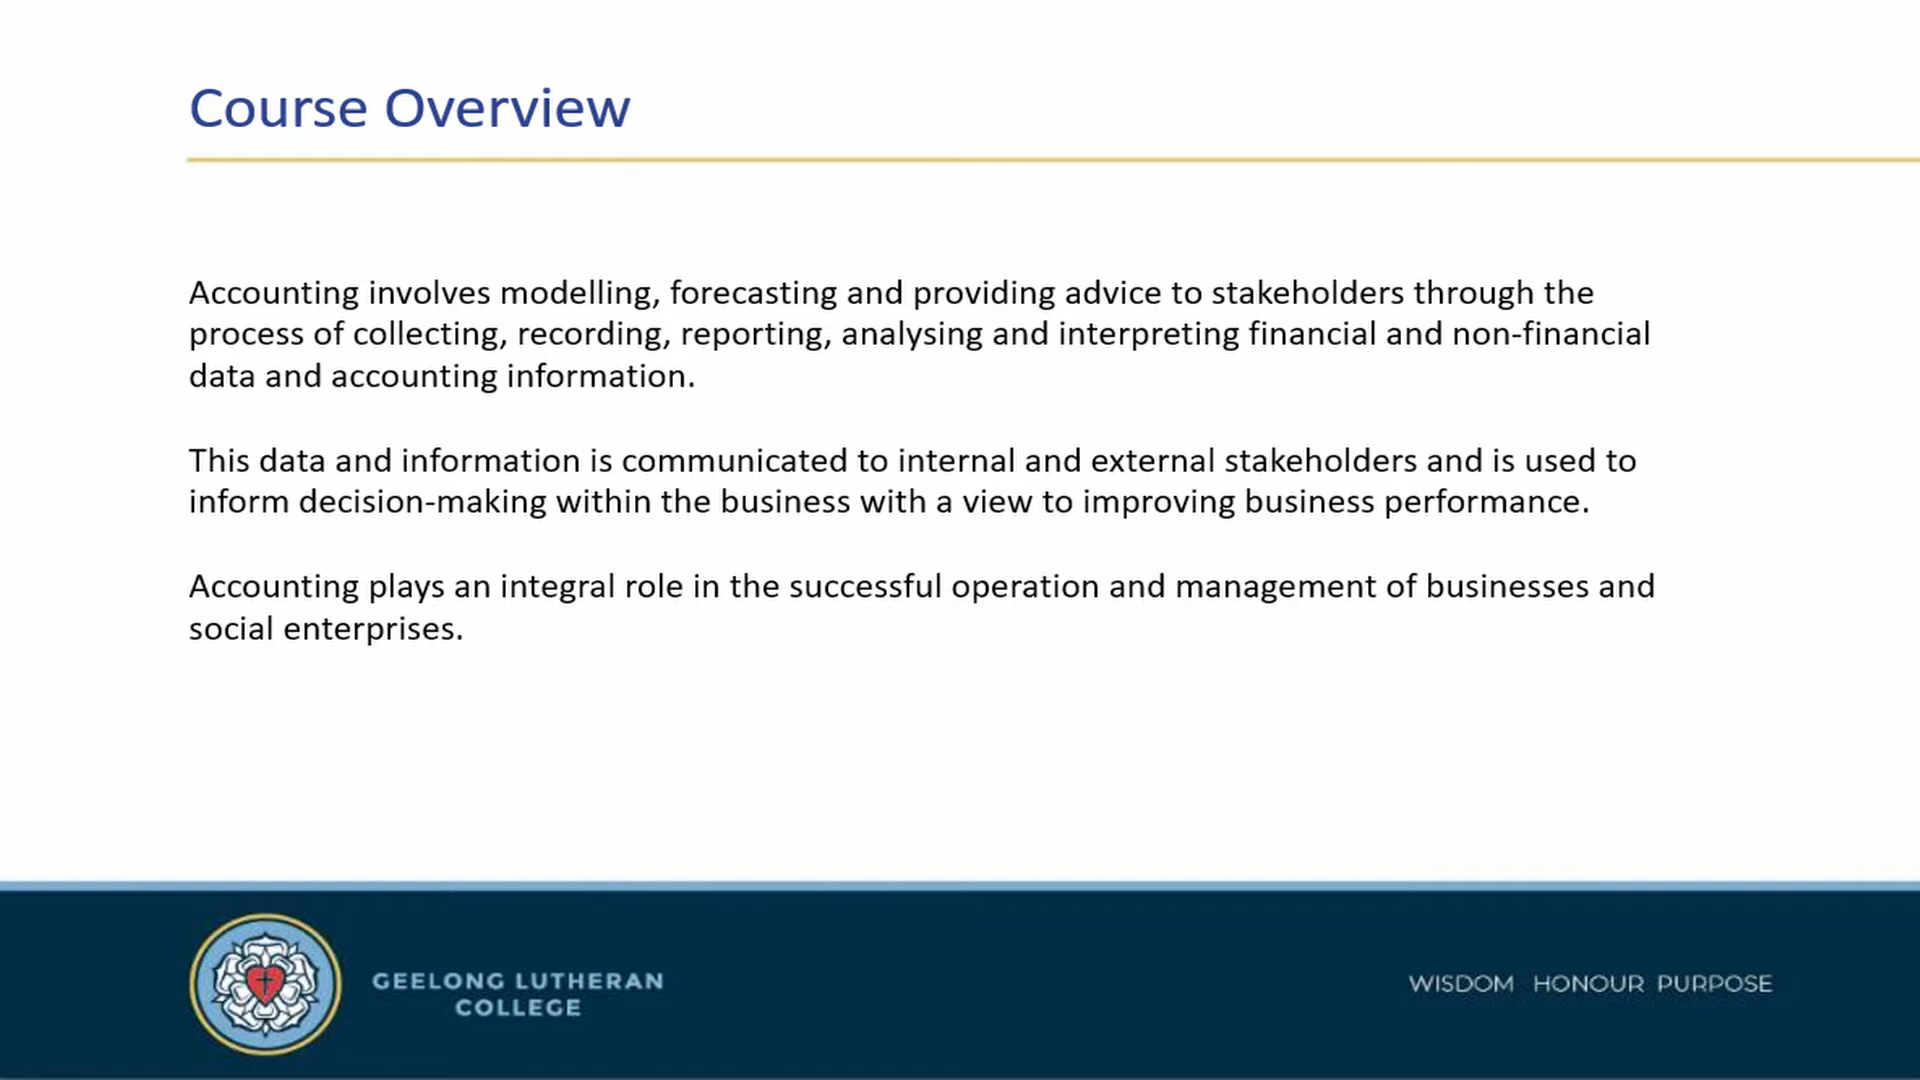 Course Overview
Accounting involves modelling, forecasting and providing advice to stakeholders through the
process of collecting, recording, reporting, analysing and interpreting financial and non-financial
data and accounting information.
This data and information is communicated to internal and external stakeholders and is used to
inform decision-making within the business with a view to improving business performance.
Accounting plays an integral role in the successful operation and management of businesses and
social enterprises.
GEELONG LUTHERAN
COLLEGE
WISDOM HONOUR PURPOSE